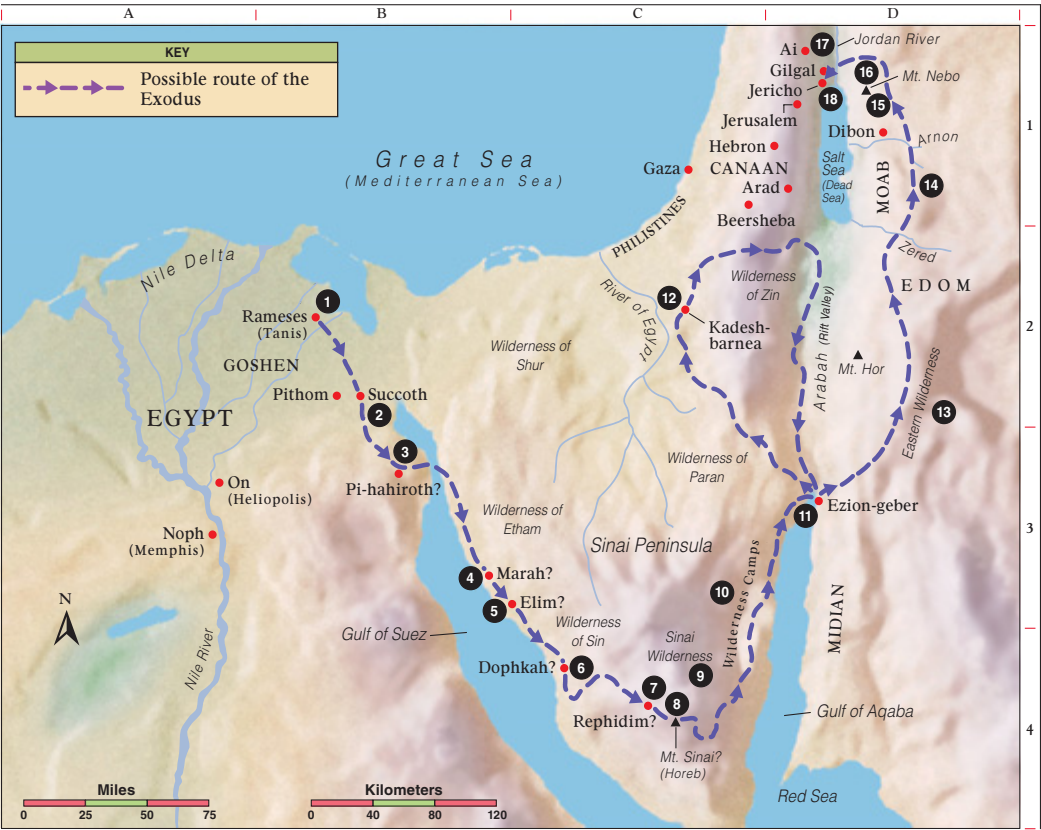 A
B
C
D
KEY
Possible route of the
Exodus
17
Jordan River
Ai
Gilgal
16
Mt. Nebo
Jericho
18
15
Jerusalem
1
Dibon
Arnon
Great Sea
(Mediterranean Sea)
Hebron
Gaza
CANAAN
Salt
Sea
(Dead
Sea)
MOAB
14
Arad
Beersheba
PHILISTINES
Zered
Nile Delta
Wilderness
of Zin
EDOM
1
12
River of Egypt
Rameses
(Tanis)
Kadesh-
barnea
Arabah (Rift Valley)
2
Wilderness of
Shur
Mt. Hor
GOSHEN
Pithom
Succoth
2
EGYPT
Eastern Wilderness
13
3
Wilderness of
Paran
On
(Heliopolis)
Pi-hahiroth?
Ezion-geber
11
Wilderness of
Etham
3
Noph
(Memphis)
Sinai Peninsula
Wilderness Camps
4
Marah?
10
5
Elim?
N
Gulf of Suez
Wilderness
of Sin
Sinai
Wilderness
MIDIAN
Nile River
Dophkah?
6
9
7
8
Rephidim?
Gulf of Aqaba
4
Mt. Sinai?
(Horeb)
Miles
0 25 50 75
Kilometers
0 40 80 120
Red Sea